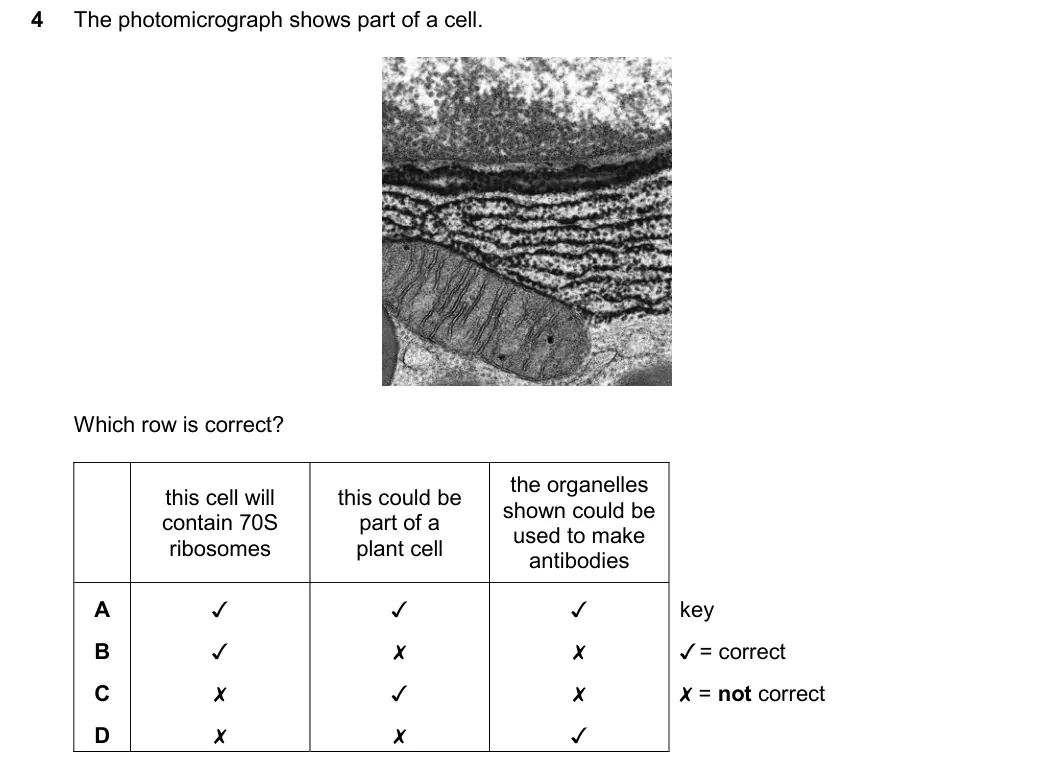 4 The photomicrograph shows part of a cell.
Which row is correct?
this cell will
contain 70S
ribosomes
this could be
part of a
plant cell
the organelles
shown could be
used to make
antibodies
A ✓ ✓ ✓ key
B ✓ ✗ ✗ ✓ = correct
C ✗ ✓ ✗ ✗ = not correct
D ✗ ✗ ✓